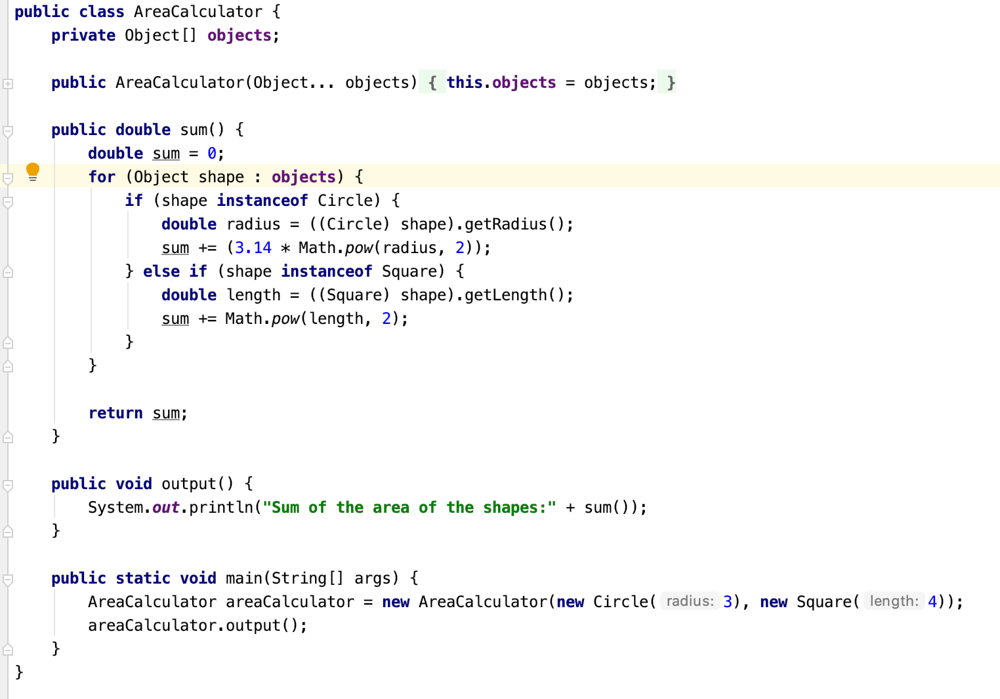 public class AreaCalculator {
    private Object[] objects;

    public AreaCalculator(Object... objects) { this.objects = objects; }

    public double sum() {
        double sum = 0;
        for (Object shape : objects) {
            if (shape instanceof Circle) {
                double radius = ((Circle) shape).getRadius();
                sum += (3.14 * Math.pow(radius, 2));
            } else if (shape instanceof Square) {
                double length = ((Square) shape).getLength();
                sum += Math.pow(length, 2);
            }
        }

        return sum;
    }

    public void output() {
        System.out.println("Sum of the area of the shapes:" + sum());
    }

    public static void main(String[] args) {
        AreaCalculator areaCalculator = new AreaCalculator(new Circle( radius: 3), new Square( length: 4));
        areaCalculator.output();
    }
}